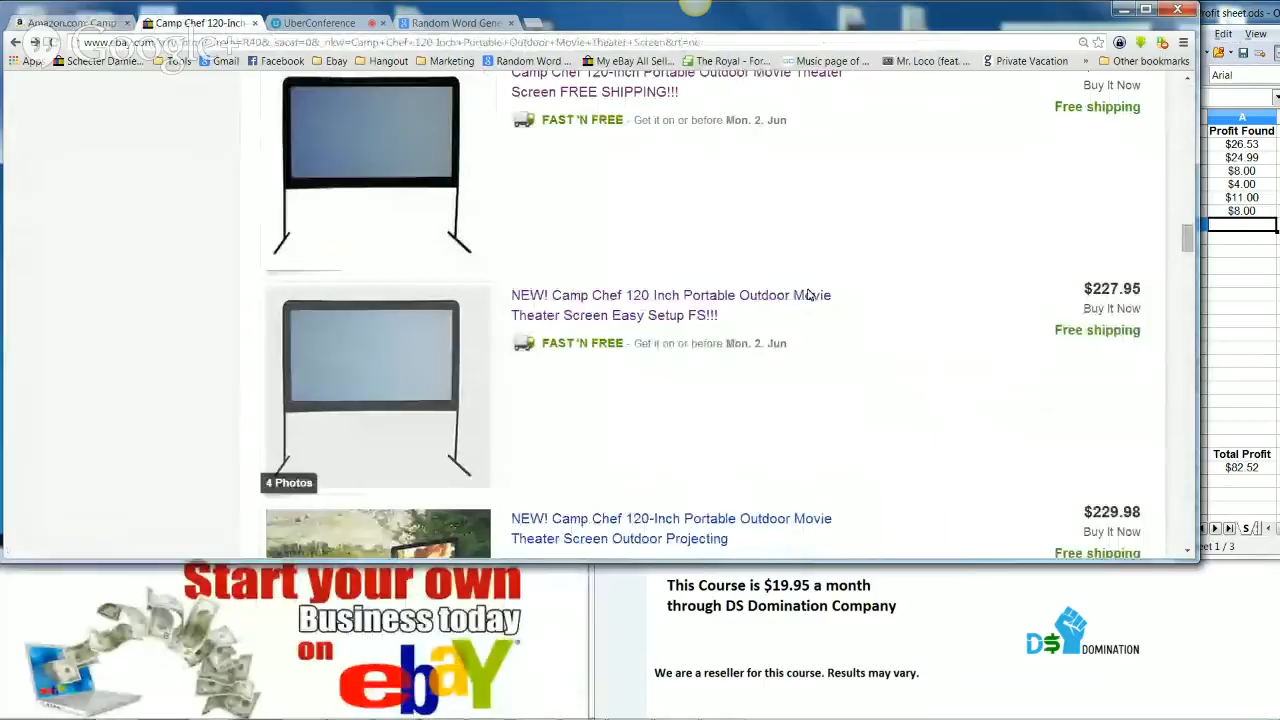 Amazon.com: Camp
Camp Chef 120-Inch
UberConference
Random Word Gene
Google+
Apps
Schecter Damie...
Tools
Gmail
Facebook
Ebay
Hangout
Marketing
Random Word ...
My eBay All Sell...
The Royal - For...
Music page of ...
Mr. Loco (feat. ...
Private Vacation
»
Other bookmarks
Camp Chef 120-Inch Portable Outdoor Movie Theater
Screen FREE SHIPPING!!!
FAST 'N FREE - Get it on or before Mon. 2. Jun
Buy It Now
Free shipping
NEW! Camp Chef 120 Inch Portable Outdoor Movie
Theater Screen Easy Setup FS!!!
FAST 'N FREE - Get it on or before Mon. 2. Jun
$227.95
Buy It Now
Free shipping
4 Photos
NEW! Camp Chef 120-Inch Portable Outdoor Movie
Theater Screen Outdoor Projecting
$229.98
Buy It Now
Free shipping
rofit sheet.ods - O
Edit View
Arial
A
Profit Found
$26.53
$24.99
$8.00
$4.00
$11.00
$8.00
Total Profit
$82.52
eet 1 / 3
Start your own
Business today
on
ebay
This Course is $19.95 a month
through DS Domination Company
D$ DOMINATION
We are a reseller for this course. Results may vary.